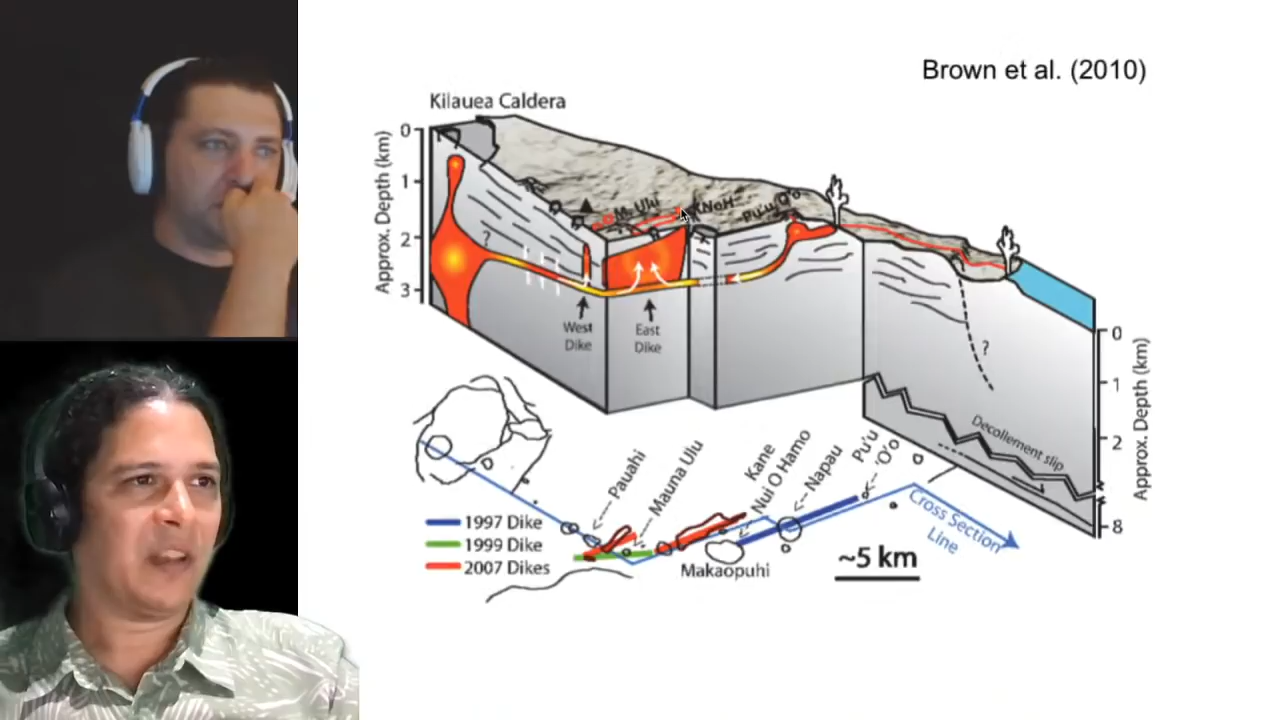 Brown et al. (2010)
Kilauea Caldera
Approx. Depth (km)
0
1
2
3
M. Ulu
KNoH
Pu'u 'O'o
?
West
Dike
East
Dike
?
0
1
2
8
Approx. Depth (km)
Decollement slip
Pauahi
Mauna Ulu
Kane
Nui O Hamo
Napau
Pu'u
'O'o
1997 Dike
1999 Dike
2007 Dikes
Makaopuhi
Cross Section
Line
~5 km